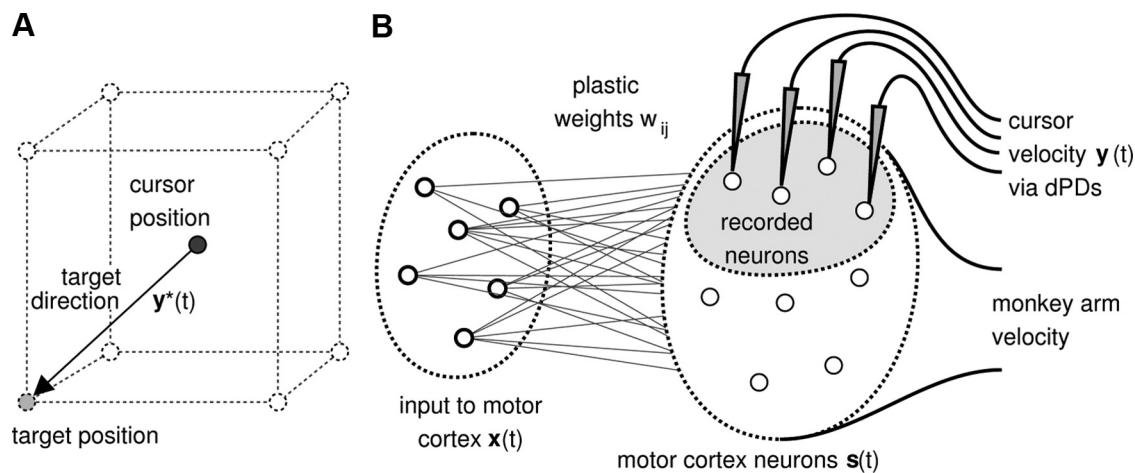 A
cursor
position
target
direction
y*(t)
target position
B
plastic
weights w ij
input to motor
cortex x(t)
recorded
neurons
motor cortex neurons s(t)
cursor
velocity y (t)
via dPDs
monkey arm
velocity